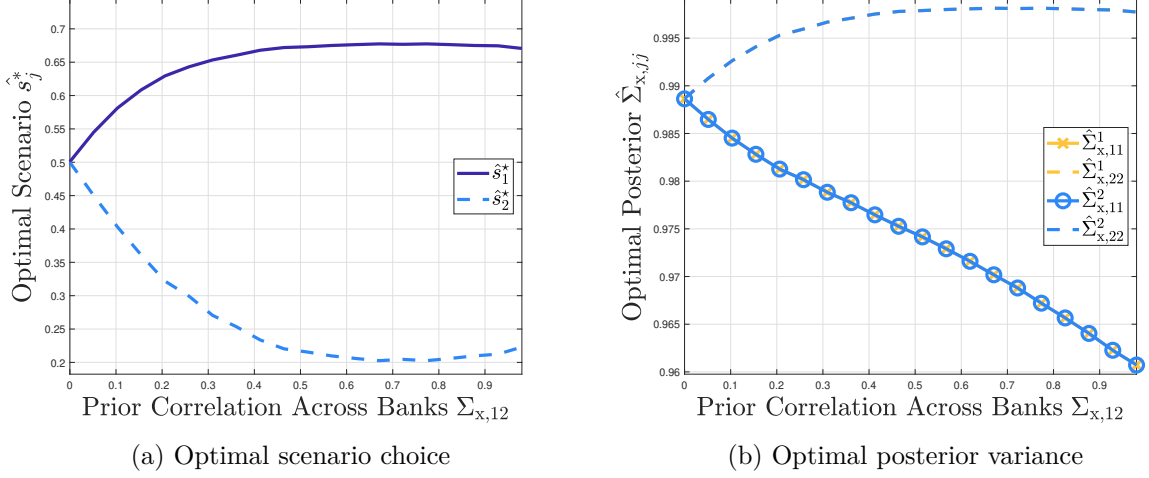 Optimal Scenario ŝ*_j
0.7
0.65
0.6
0.55
0.5
0.45
0.4
0.35
0.3
0.25
0.2
0 0.1 0.2 0.3 0.4 0.5 0.6 0.7 0.8 0.9
ŝ₁⋆
ŝ₂⋆
Prior Correlation Across Banks Σx,12
(a) Optimal scenario choice
Optimal Posterior Σ̂x,jj
0.995
0.99
0.985
0.98
0.975
0.97
0.965
0.96
0 0.1 0.2 0.3 0.4 0.5 0.6 0.7 0.8 0.9
Σ̂¹x,11
Σ̂¹x,22
Σ̂²x,11
Σ̂²x,22
Prior Correlation Across Banks Σx,12
(b) Optimal posterior variance